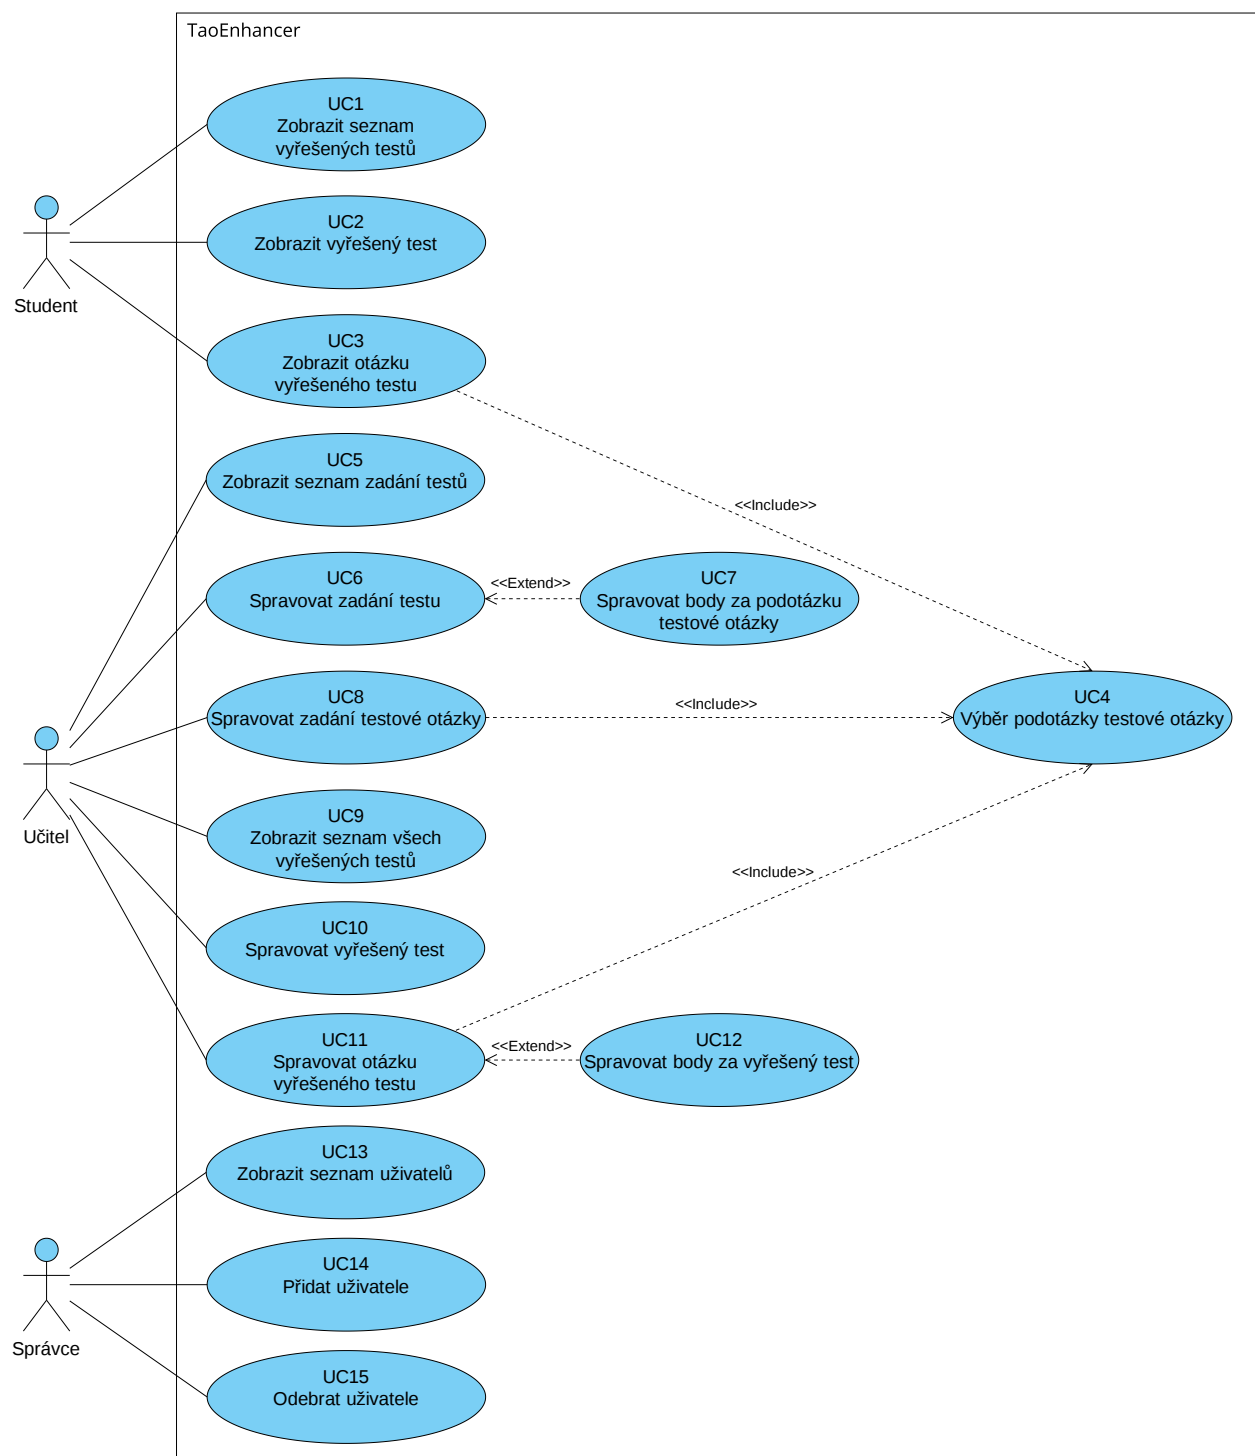 TaoEnhancer
UC1
Zobrazit seznam
vyřešených testů
UC2
Zobrazit vyřešený test
Student
UC3
Zobrazit otázku
vyřešeného testu
UC5
Zobrazit seznam zadání testů
<<Include>>
UC6
Spravovat zadání testu
<<Extend>>
UC7
Spravovat body za podotázku
testové otázky
UC8
Spravovat zadání testové otázky
<<Include>>
UC4
Výběr podotázky testové otázky
Učitel
UC9
Zobrazit seznam všech
vyřešených testů
<<Include>>
UC10
Spravovat vyřešený test
UC11
Spravovat otázku
vyřešeného testu
<<Extend>>
UC12
Spravovat body za vyřešený test
UC13
Zobrazit seznam uživatelů
UC14
Přidat uživatele
Správce
UC15
Odebrat uživatele